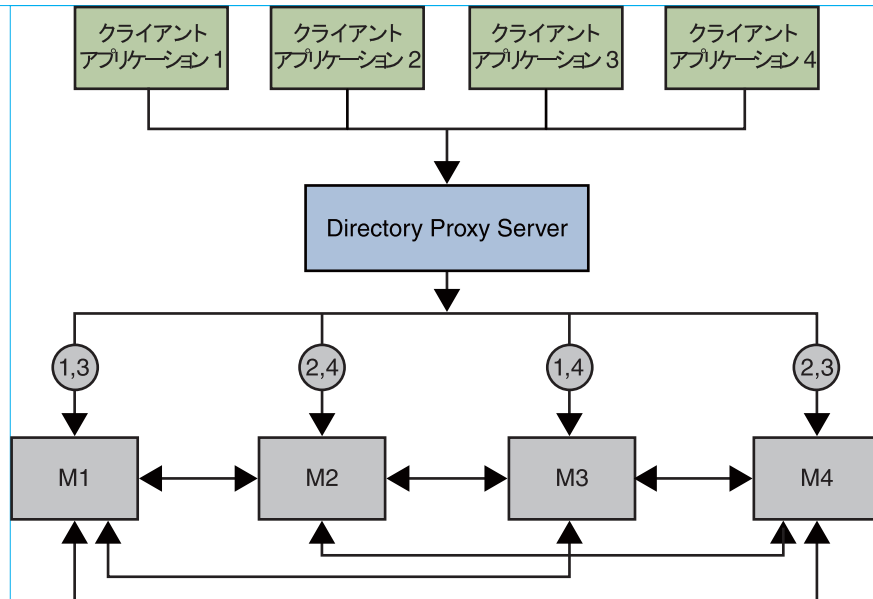 クライアント
アプリケーション 1
クライアント
アプリケーション 2
クライアント
アプリケーション 3
クライアント
アプリケーション 4
Directory Proxy Server
1,3
2,4
1,4
2,3
M1
M2
M3
M4